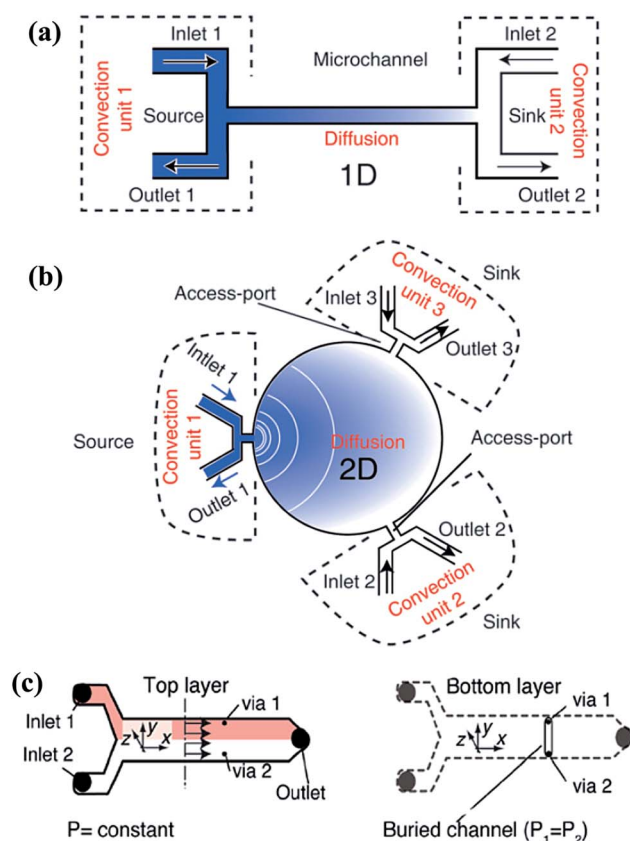 (a)
Inlet 1
Inlet 2
Microchannel
Convection
unit 1
Source
Sink
Convection
unit 2
Diffusion
1D
Outlet 1
Outlet 2
(b)
Sink
Convection
unit 3
Access-port
Inlet 3
Outlet 3
Intlet 1
Convection
unit 1
Source
Access-port
Diffusion
2D
Outlet 1
Outlet 2
Inlet 2
Convection
unit 2
Sink
(c)
Top layer
Inlet 1
via 1
y
z
x
Inlet 2
via 2
Outlet
P= constant
Bottom layer
via 1
y
z
x
via 2
Buried channel (P₁=P₂)